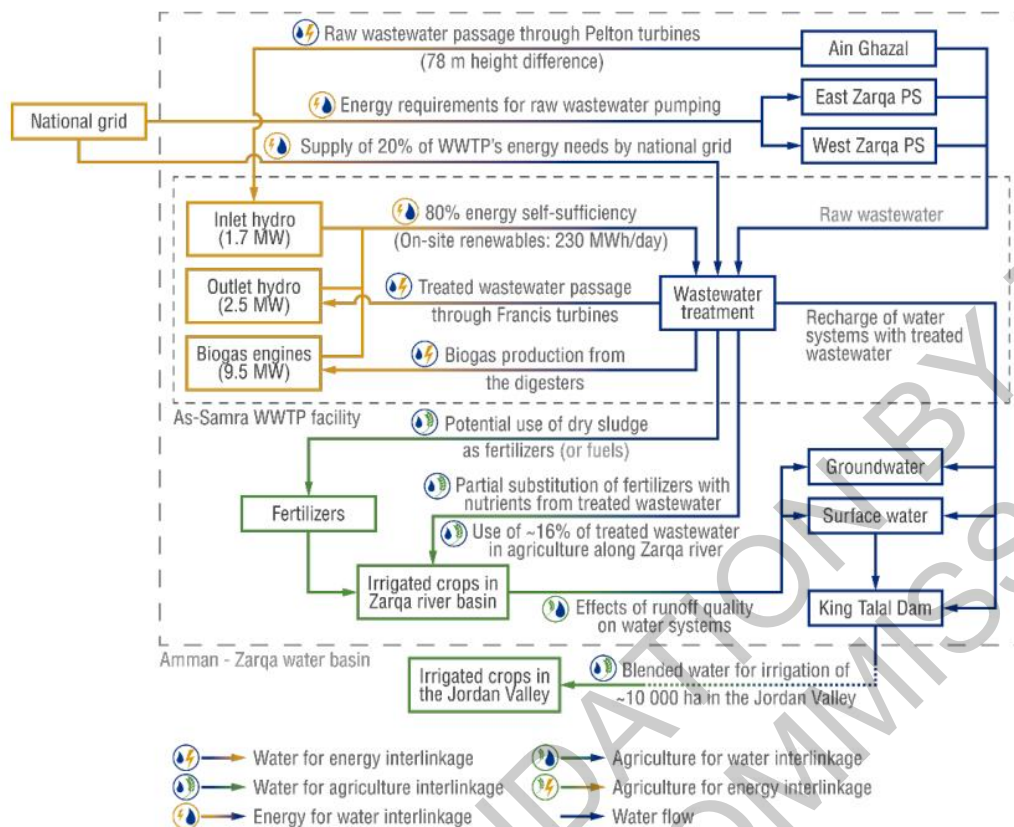 Raw wastewater passage through Pelton turbines
(78 m height difference)
Ain Ghazal
National grid
Energy requirements for raw wastewater pumping
East Zarqa PS
West Zarqa PS
Supply of 20% of WWTP's energy needs by national grid
Inlet hydro
(1.7 MW)
80% energy self-sufficiency
(On-site renewables: 230 MWh/day)
Raw wastewater
Outlet hydro
(2.5 MW)
Treated wastewater passage
through Francis turbines
Wastewater
treatment
Recharge of water
systems with treated
wastewater
Biogas engines
(9.5 MW)
Biogas production from
the digesters
As-Samra WWTP facility
Potential use of dry sludge
as fertilizers (or fuels)
Groundwater
Fertilizers
Partial substitution of fertilizers with
nutrients from treated wastewater
Surface water
Use of ~16% of treated wastewater
in agriculture along Zarqa river
Irrigated crops in
Zarqa river basin
Effects of runoff quality
on water systems
King Talal Dam
Amman - Zarqa water basin
Irrigated crops in
the Jordan Valley
Blended water for irrigation of
~10 000 ha in the Jordan Valley
Water for energy interlinkage
Agriculture for water interlinkage
Water for agriculture interlinkage
Agriculture for energy interlinkage
Energy for water interlinkage
Water flow
DATION BY
OMMISS